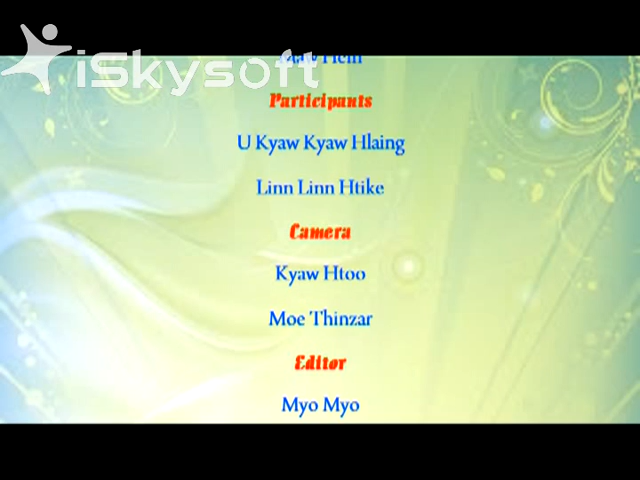 iSkysoft
Participants
U Kyaw Kyaw Hlaing
Linn Linn Htike
Camera
Kyaw Htoo
Moe Thinzar
Editor
Myo Myo